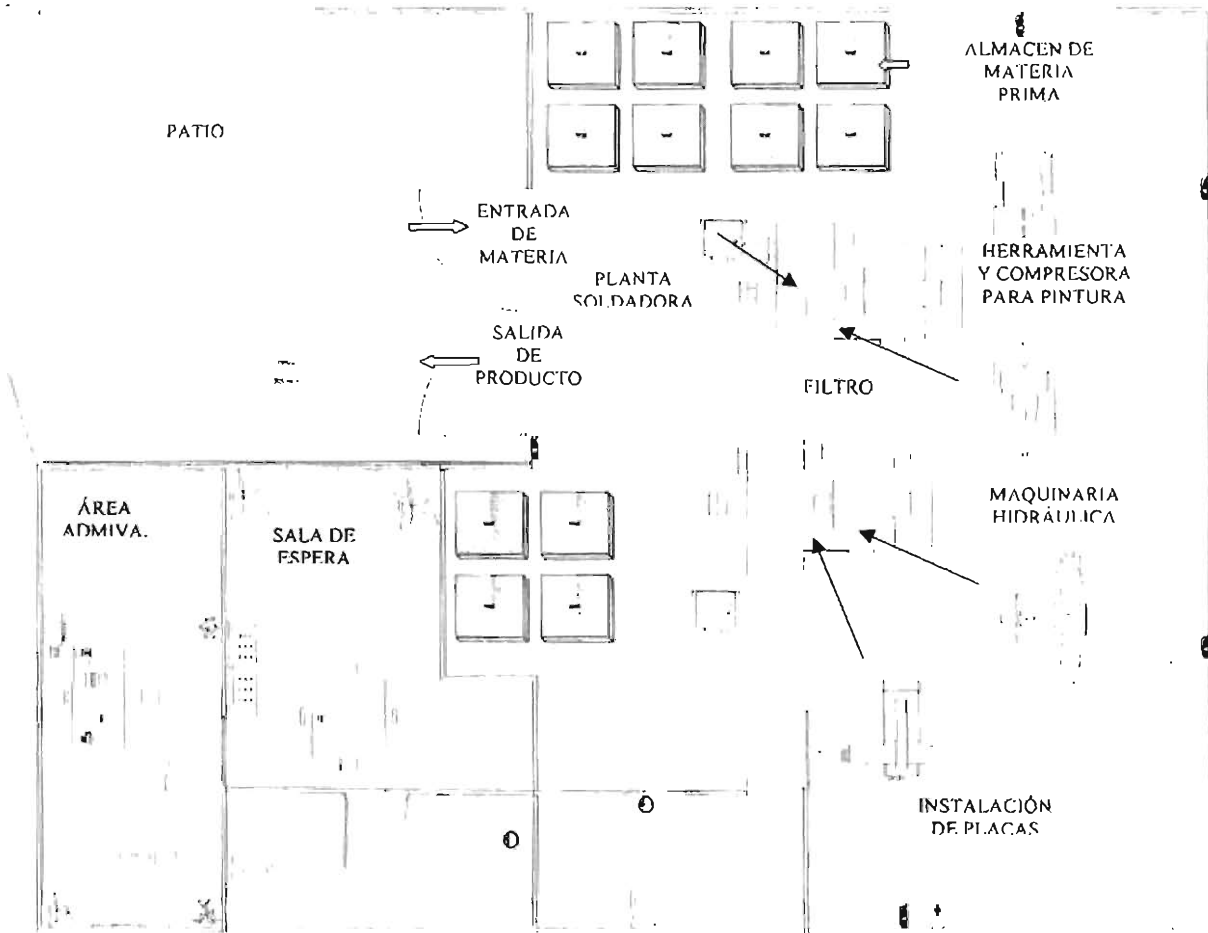 ALMACEN DE
MATERIA
PRIMA
PATIO
ENTRADA
DE
MATERIA
PLANTA
SOLDADORA
HERRAMIENTA
Y COMPRESORA
PARA PINTURA
SALIDA
DE
PRODUCTO
FILTRO
ÁREA
ADMIVA.
SALA DE
ESPERA
MAQUINARIA
HIDRÁULICA
INSTALACIÓN
DE PLACAS